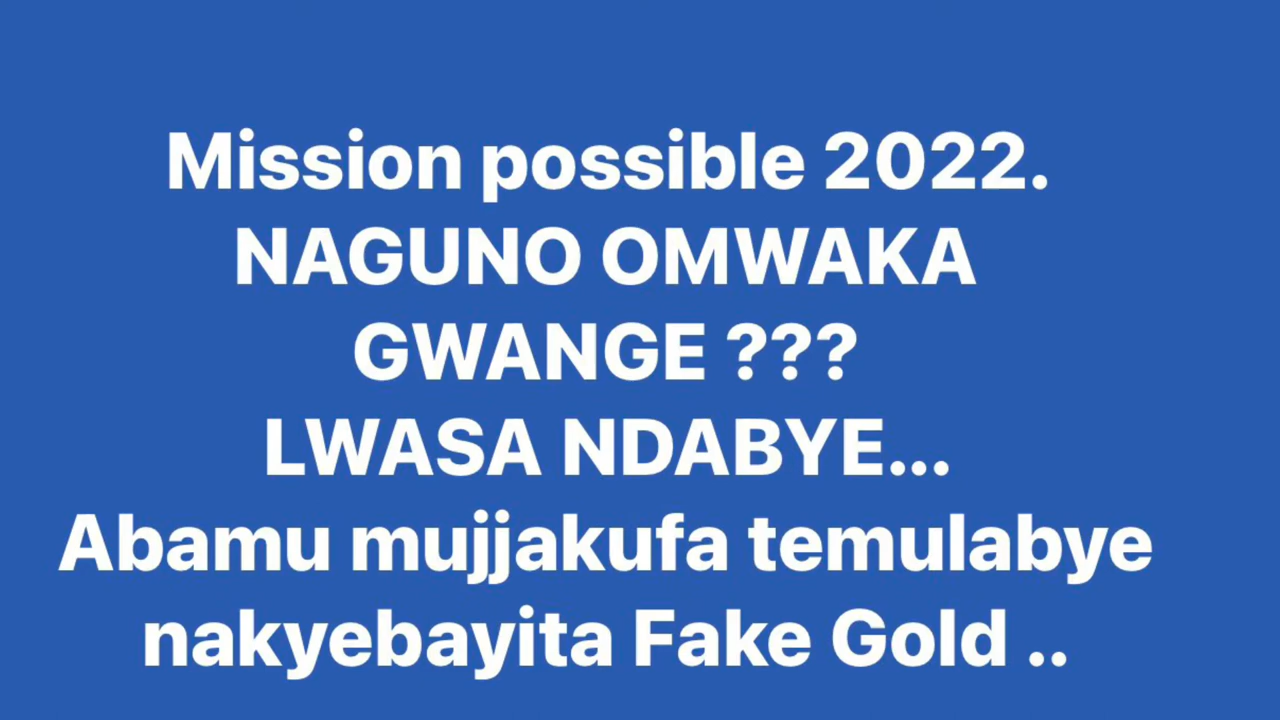 Mission possible 2022.
NAGUNO OMWAKA
GWANGE ???
LWASA NDABYE...
Abamu mujjakufa temulabye
nakyebayita Fake Gold ..